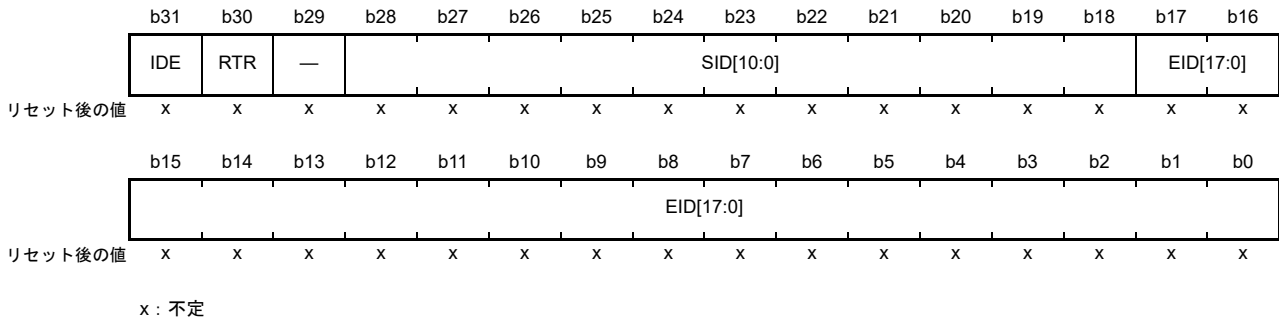 b31 b30 b29 b28 b27 b26 b25 b24 b23 b22 b21 b20 b19 b18 b17 b16
IDE RTR — SID[10:0] EID[17:0]
リセット後の値 x x x x x x x x x x x x x x x x
b15 b14 b13 b12 b11 b10 b9 b8 b7 b6 b5 b4 b3 b2 b1 b0
EID[17:0]
リセット後の値 x x x x x x x x x x x x x x x x
x：不定